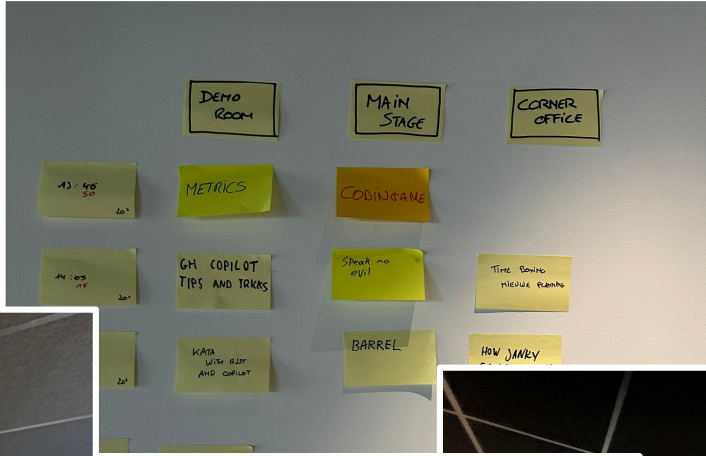 DEMO
ROOM
MAIN
STAGE
CORNER
OFFICE
13:40
50
20'
METRICS
CODINGAME
14:05
15
20'
GH COPILOT
TIPS AND TRICKS
Speak no
evil
TIME BOXING
NIEUWE PLANNING
20'
KATA
WITH RUST
AND COPILOT
BARREL
HOW JANKY